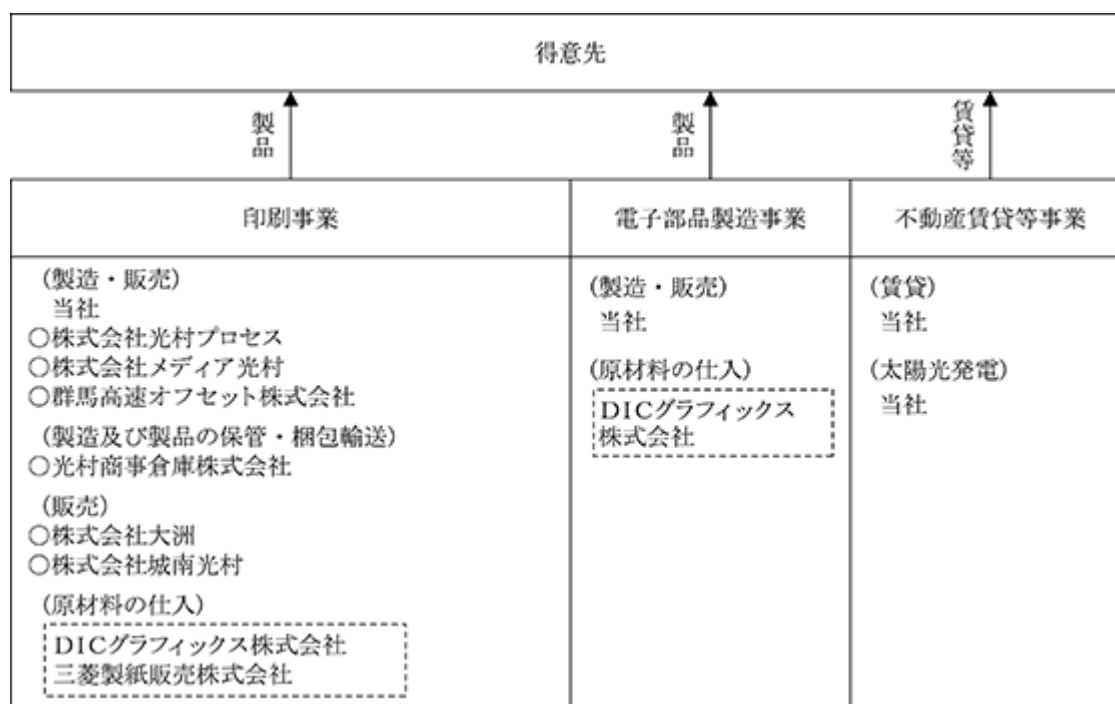 得意先
製品
製品
賃貸等
印刷事業
電子部品製造事業
不動産賃貸等事業
(製造・販売)
当社
○株式会社光村プロセス
○株式会社メディア光村
○群馬高速オフセット株式会社
(製造及び製品の保管・梱包輸送)
○光村商事倉庫株式会社
(販売)
○株式会社大洲
○株式会社城南光村
(原材料の仕入)
DICグラフィックス株式会社
三菱製紙販売株式会社
(製造・販売)
当社
(原材料の仕入)
DICグラフィックス
株式会社
(賃貸)
当社
(太陽光発電)
当社